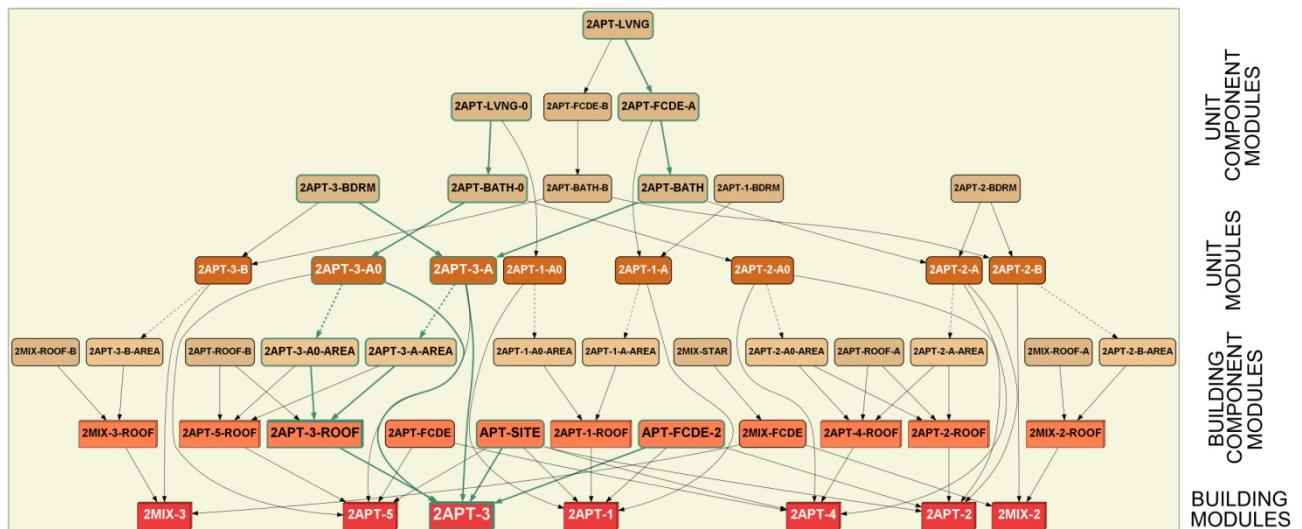 2APT-LVNG
2APT-LVNG-0
2APT-FCDE-B
2APT-FCDE-A
2APT-3-BDRM
2APT-BATH-0
2APT-BATH-B
2APT-BATH
2APT-1-BDRM
2APT-2-BDRM
2APT-3-B
2APT-3-A0
2APT-3-A
2APT-1-A0
2APT-1-A
2APT-2-A0
2APT-2-A
2APT-2-B
2MIX-ROOF-B
2APT-3-B-AREA
2APT-ROOF-B
2APT-3-A0-AREA
2APT-3-A-AREA
2APT-1-A0-AREA
2APT-1-A-AREA
2MIX-STAR
2APT-2-A0-AREA
2APT-ROOF-A
2APT-2-A-AREA
2MIX-ROOF-A
2APT-2-B-AREA
2MIX-3-ROOF
2APT-5-ROOF
2APT-3-ROOF
2APT-FCDE
APT-SITE
2APT-1-ROOF
APT-FCDE-2
2MIX-FCDE
2APT-4-ROOF
2APT-2-ROOF
2MIX-2-ROOF
2MIX-3
2APT-5
2APT-3
2APT-1
2APT-4
2APT-2
2MIX-2
UNIT
COMPONENT
MODULES
UNIT
MODULES
BUILDING
COMPONENT
MODULES
BUILDING
MODULES